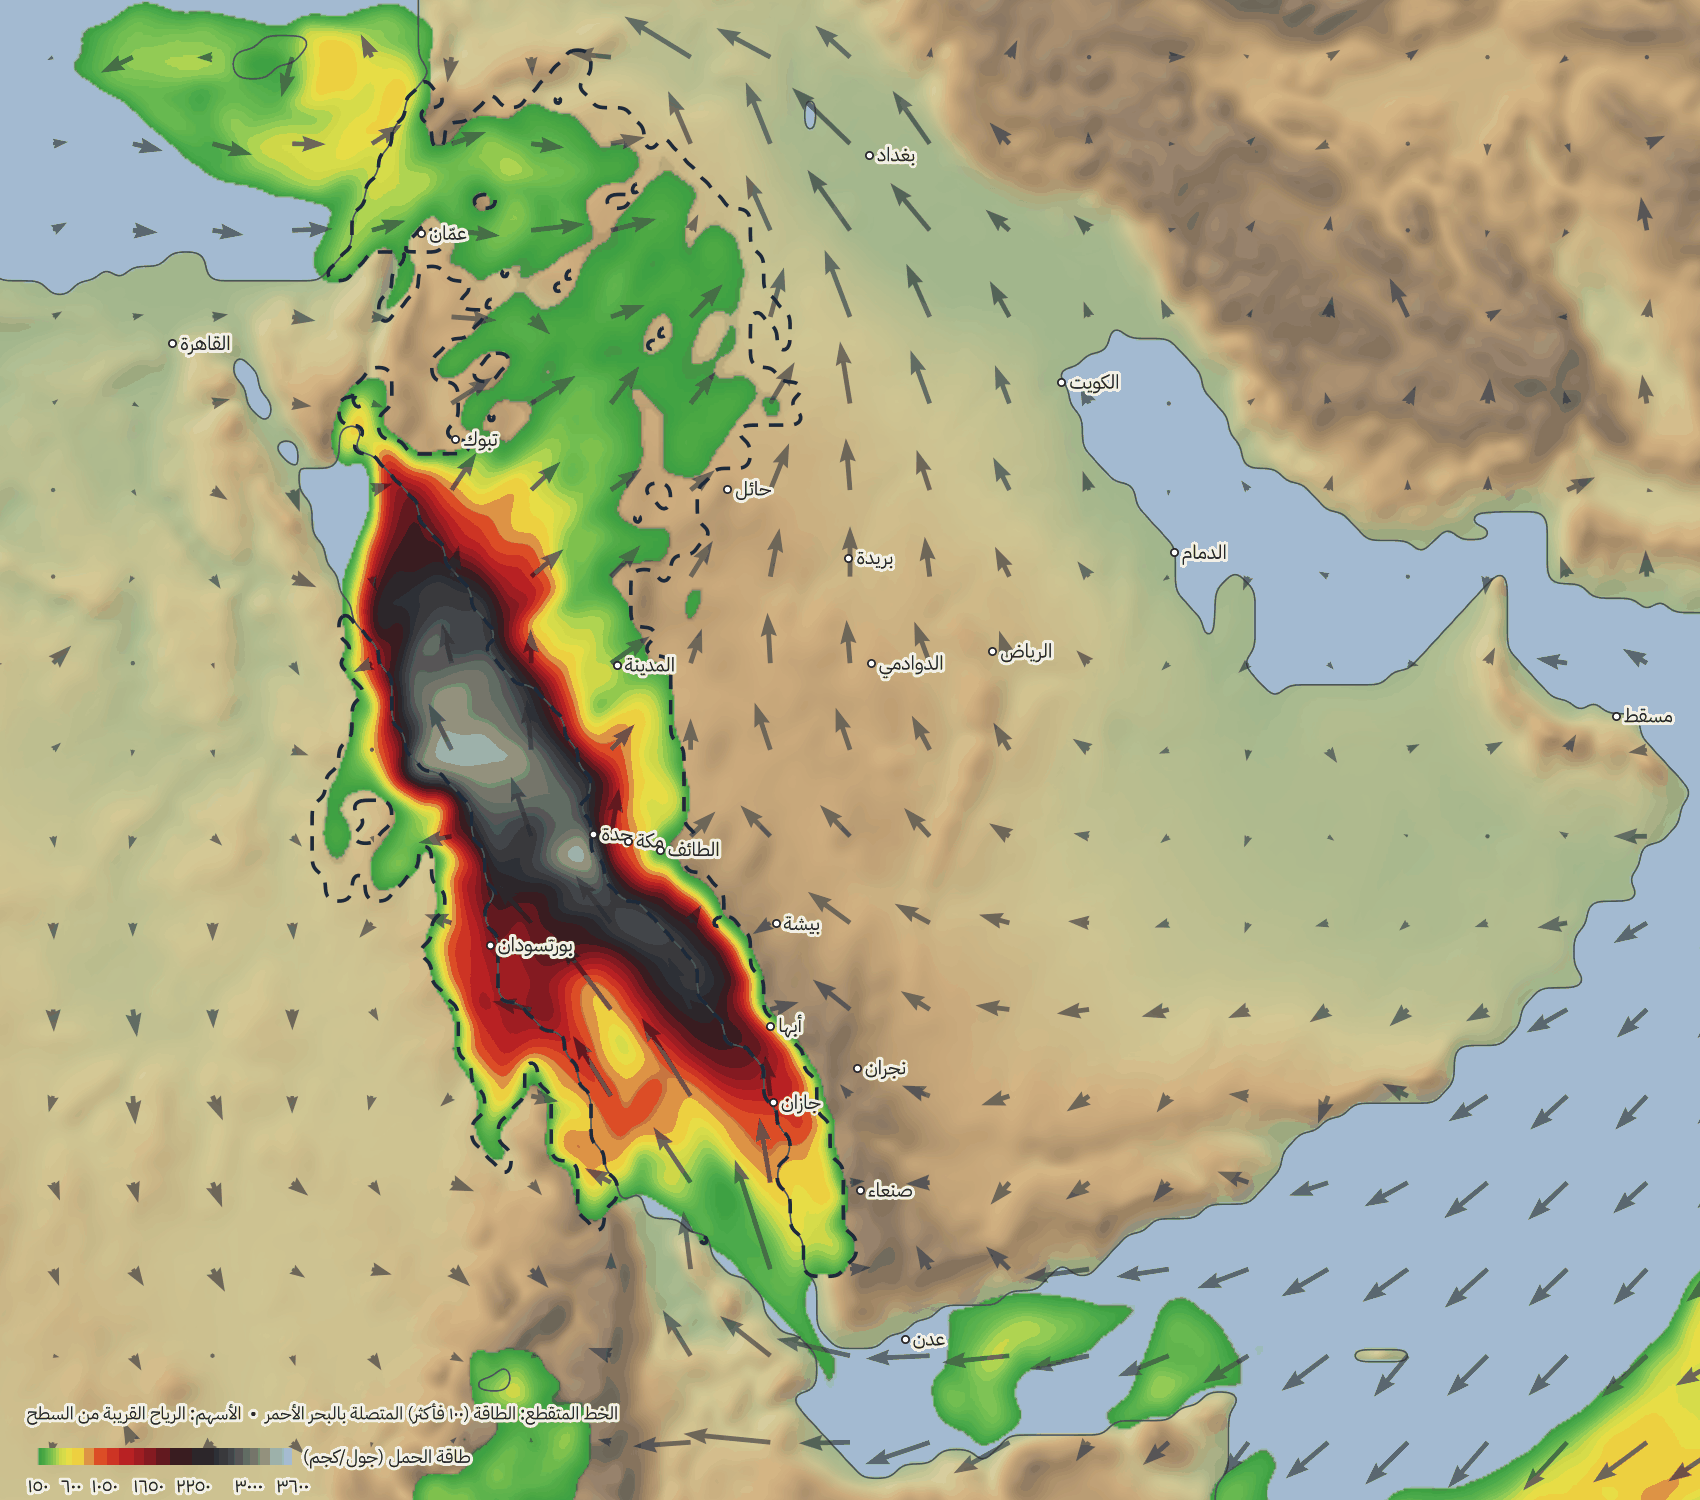 بغداد
عمّان
القاهرة
الكويت
تبوك
حائل
الدمام
بريدة
الرياض
الدوادمي
المدينة
مسقط
جدة
مكة
الطائف
بيشة
بورتسودان
أبها
نجران
جازان
صنعاء
عدن
الخط المتقطع: الطاقة (١٠٠ فأكثر) المتصلة بالبحر الأحمر • الأسهم: الرياح القريبة من السطح
طاقة الحمل (جول/كجم)
١٥٠ ٦٠٠ ١٠٥٠ ١٦٥٠ ٢٢٥٠ ٣٠٠٠ ٣٦٠٠